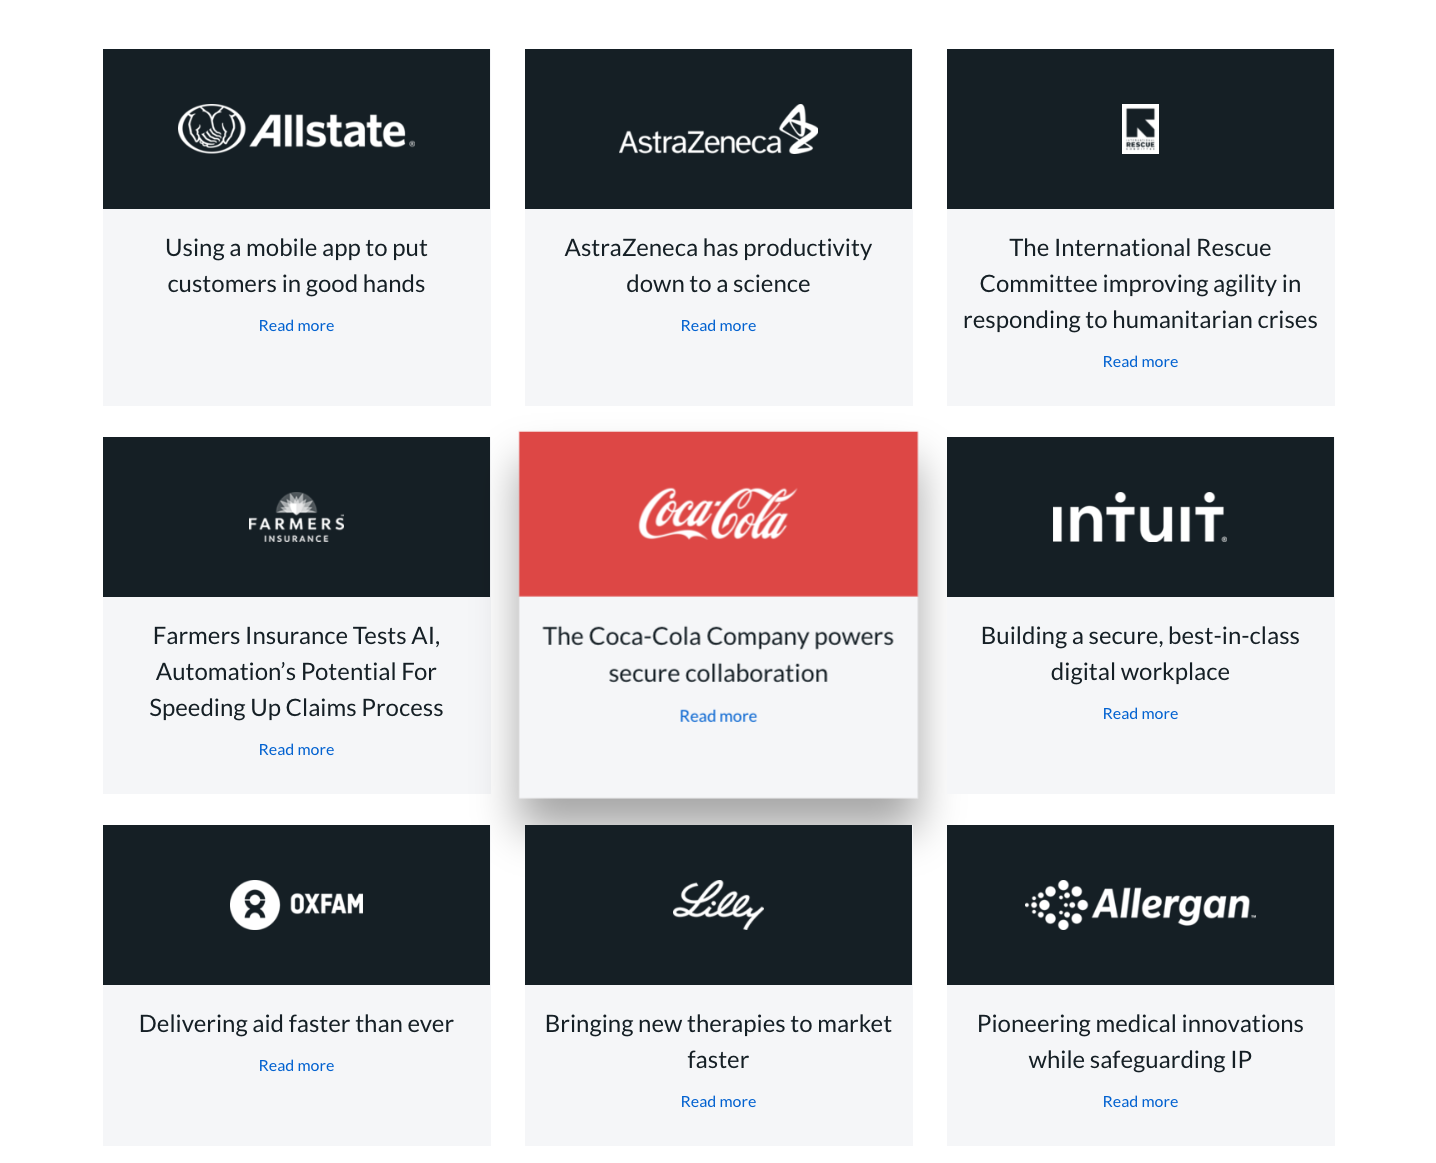 Allstate®
AstraZeneca
RESCUE
Using a mobile app to put
customers in good hands
Read more
AstraZeneca has productivity
down to a science
Read more
The International Rescue
Committee improving agility in
responding to humanitarian crises
Read more
FARMERS
INSURANCE
Coca-Cola
ıntuıt®
Farmers Insurance Tests AI,
Automation’s Potential For
Speeding Up Claims Process
Read more
The Coca-Cola Company powers
secure collaboration
Read more
Building a secure, best-in-class
digital workplace
Read more
OXFAM
Lilly
Allergan™
Delivering aid faster than ever
Read more
Bringing new therapies to market
faster
Read more
Pioneering medical innovations
while safeguarding IP
Read more